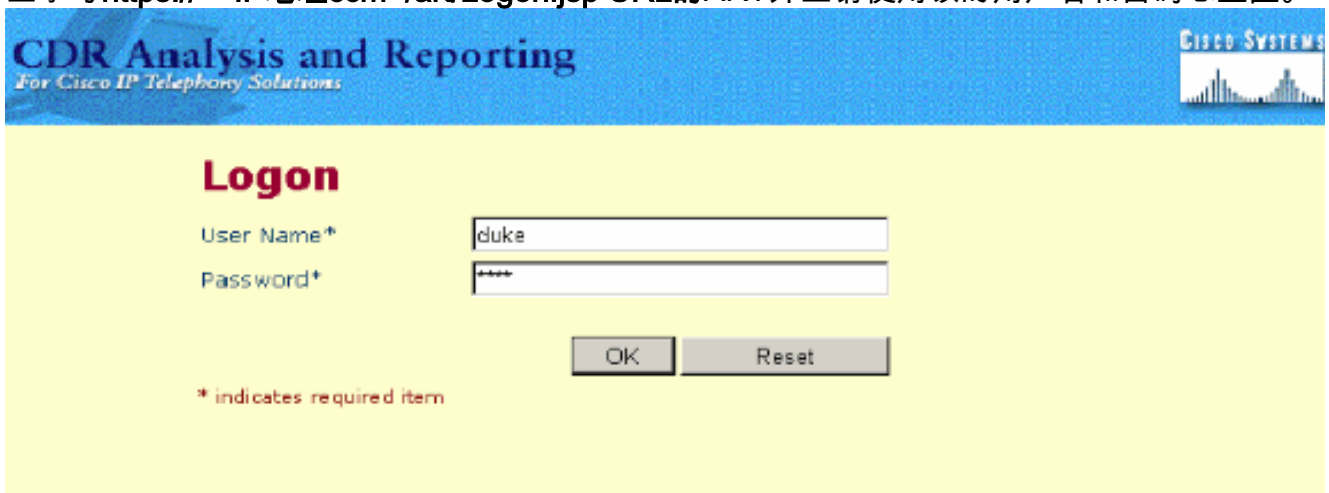 CDR Analysis and Reporting
For Cisco IP Telephony Solutions
CISCO SYSTEMS
Logon
User Name*
duke
Password*
****
OK
Reset
* indicates required item